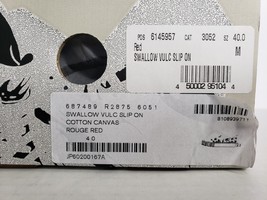 POS 6145957 CAT 3052 SZ 40.0
Red M
SWALLOW VULC SLIP ON
4 50002 95104 4
687489 R2875 6051
SWALLOW VULC SLIP ON
COTTON CANVAS
ROUGE RED
40
JP60200167A